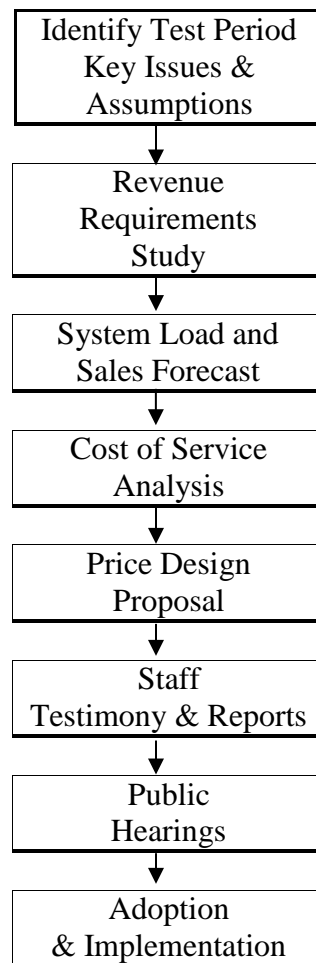 Identify Test Period
Key Issues &
Assumptions
Revenue
Requirements
Study
System Load and
Sales Forecast
Cost of Service
Analysis
Price Design
Proposal
Staff
Testimony & Reports
Public
Hearings
Adoption
& Implementation